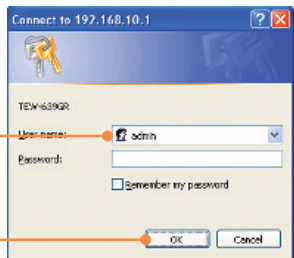 Connect to 192.168.10.1
TEW-639GR
User name:
admin
Password:
Remember my password
OK
Cancel